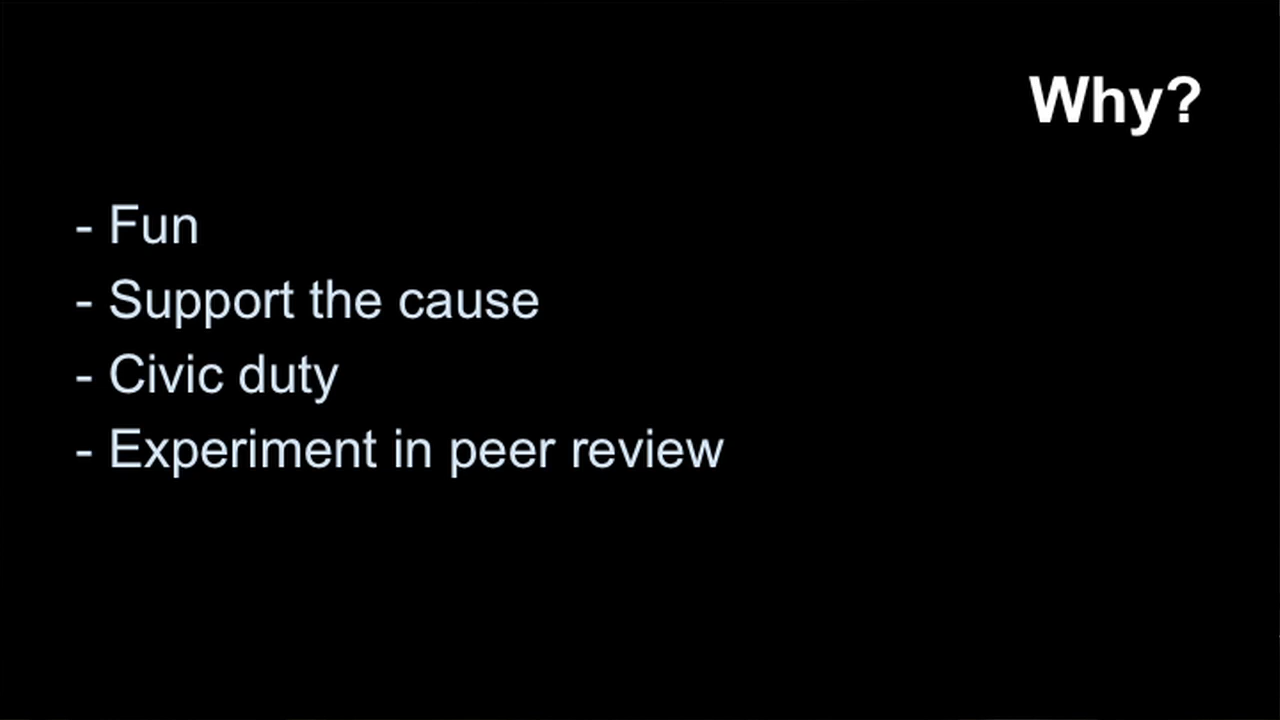 Why?
- Fun
- Support the cause
- Civic duty
- Experiment in peer review